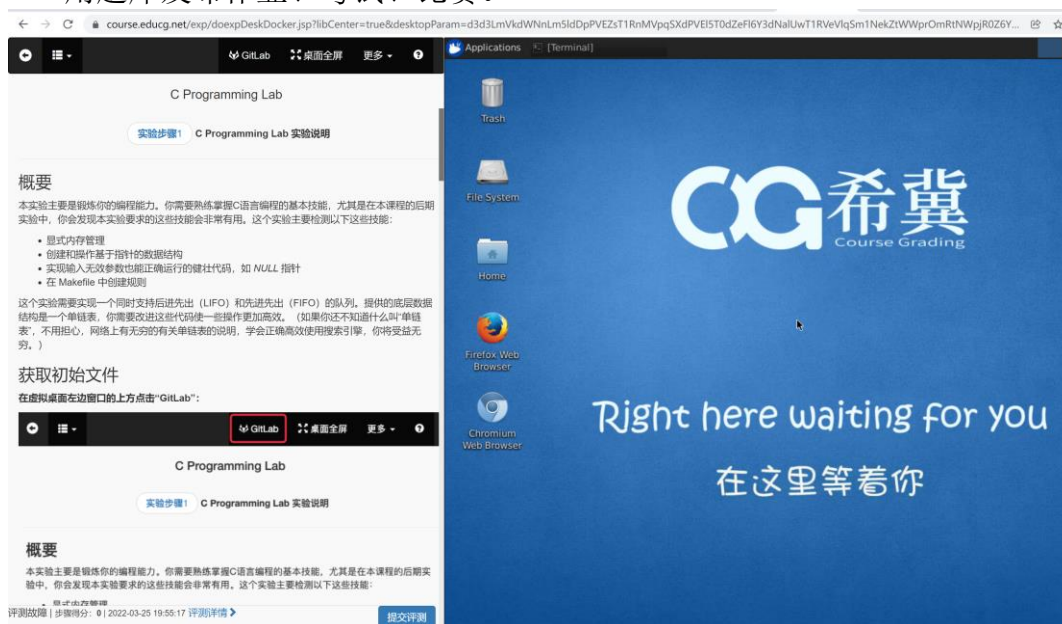 course.educg.net/exp/doexpDeskDocker.jsp?libCenter=true&desktopParam=d3d3LmVkdWNnLm5ldDpPVEZsT1RnMVpqSXdPVEI5T0dZeFl6Y3dNalUwT1RVeVlqSm1NekZtWWprOmRtNWpjR0Z6Y...
GitLab 桌面全屏 更多
C Programming Lab
实验步骤1 C Programming Lab 实验说明
概要
本实验主要是锻炼你的编程能力。你需要熟练掌握C语言编程的基本技能，尤其是在本课程的后期
实验中，你会发现本实验要求的这些技能会非常有用。这个实验主要检测以下这些技能：
• 显式内存管理
• 创建和操作基于指针的数据结构
• 实现输入无效参数也能正确运行的健壮代码，如 NULL 指针
• 在 Makefile 中创建规则
这个实验需要实现一个同时支持后进先出（LIFO）和先进先出（FIFO）的队列。提供的底层数据
结构是一个单链表，你需要改进这些代码使一些操作更加高效。（如果你还不知道什么叫“单链
表”，不用担心，网络上有无穷的有关单链表的说明，学会正确高效使用搜索引擎，你将受益无
穷。）
获取初始文件
在虚拟桌面左边窗口的上方点击“GitLab”：
GitLab 桌面全屏 更多
C Programming Lab
实验步骤1 C Programming Lab 实验说明
概要
本实验主要是锻炼你的编程能力。你需要熟练掌握C语言编程的基本技能，尤其是在本课程的后期实
验中，你会发现本实验要求的这些技能会非常有用。这个实验主要检测以下这些技能：
• 显式内存管理
评测故障 | 步骤得分：0 | 2022-03-25 19:55:17 评测详情
提交评测
Applications [Terminal]
Trash
File System
Home
Firefox Web
Browser
Chromium
Web Browser
CG希冀
Course Grading
Right here waiting for you
在这里等着你